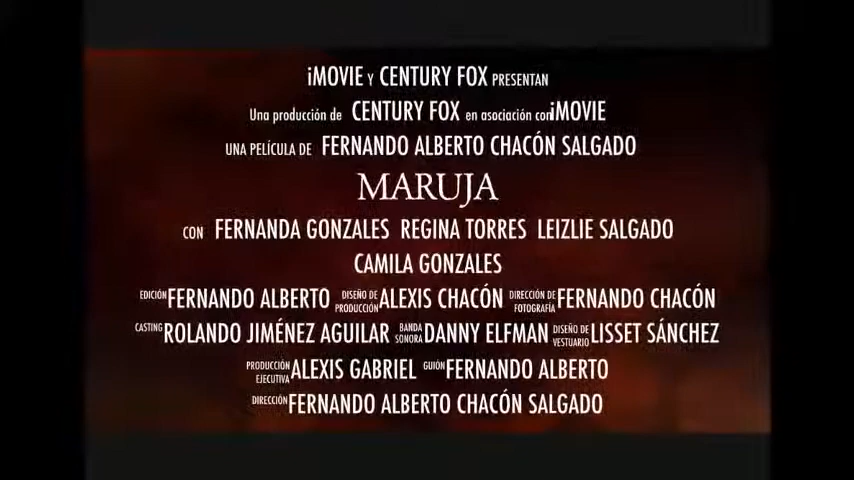 iMOVIE Y CENTURY FOX PRESENTAN
Una producción de CENTURY FOX en asociación con iMOVIE
UNA PELÍCULA DE FERNANDO ALBERTO CHACÓN SALGADO
MARUJA
CON FERNANDA GONZALES REGINA TORRES LEIZLIE SALGADO
CAMILA GONZALES
EDICIÓN FERNANDO ALBERTO DISEÑO DE PRODUCCIÓN ALEXIS CHACÓN DIRECCIÓN DE FOTOGRAFÍA FERNANDO CHACÓN
CASTING ROLANDO JIMÉNEZ AGUILAR BANDA SONORA DANNY ELFMAN DISEÑO DE VESTUARIO LISSET SÁNCHEZ
PRODUCCIÓN EJECUTIVA ALEXIS GABRIEL GUIÓN FERNANDO ALBERTO
DIRECCIÓN FERNANDO ALBERTO CHACÓN SALGADO